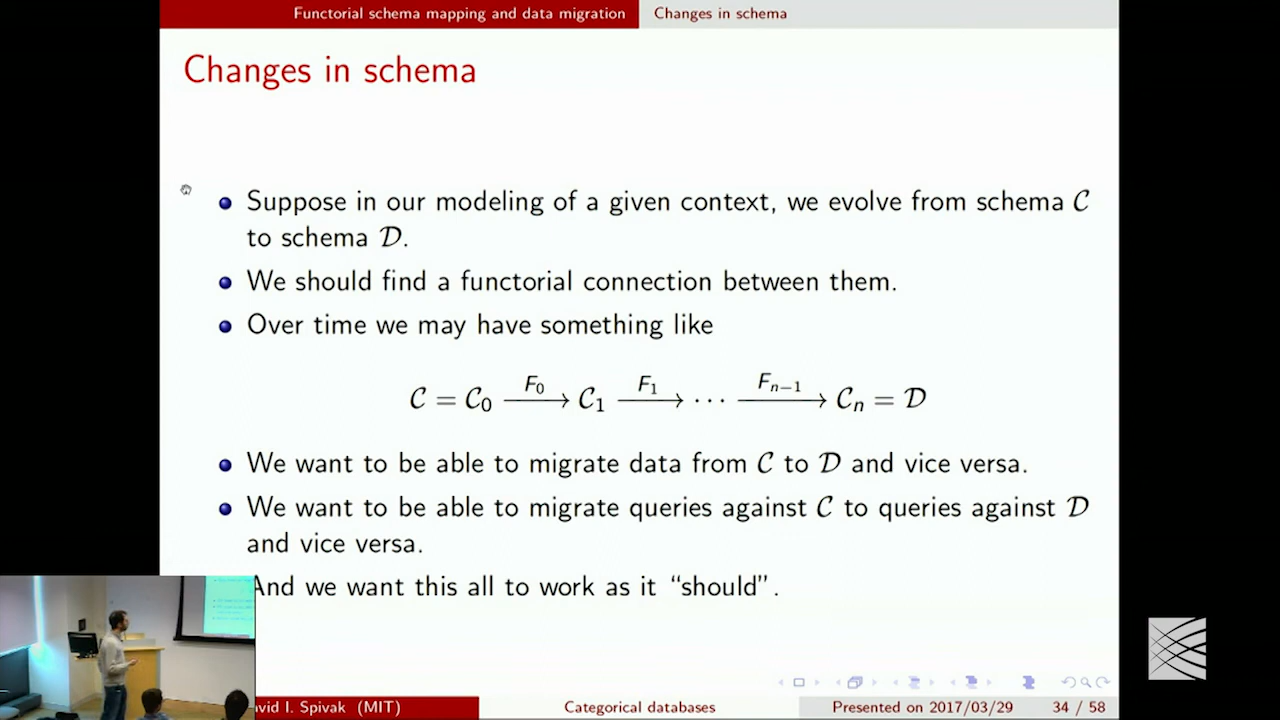 Functorial schema mapping and data migration Changes in schema
Changes in schema
Suppose in our modeling of a given context, we evolve from schema 𝒞
to schema 𝒟.
We should find a functorial connection between them.
Over time we may have something like
𝒞 = 𝒞₀ —F₀→ 𝒞₁ —F₁→ ⋯ —Fₙ₋₁→ 𝒞ₙ = 𝒟
We want to be able to migrate data from 𝒞 to 𝒟 and vice versa.
We want to be able to migrate queries against 𝒞 to queries against 𝒟
and vice versa.
And we want this all to work as it “should”.
avid I. Spivak (MIT) Categorical databases Presented on 2017/03/29 34 / 58